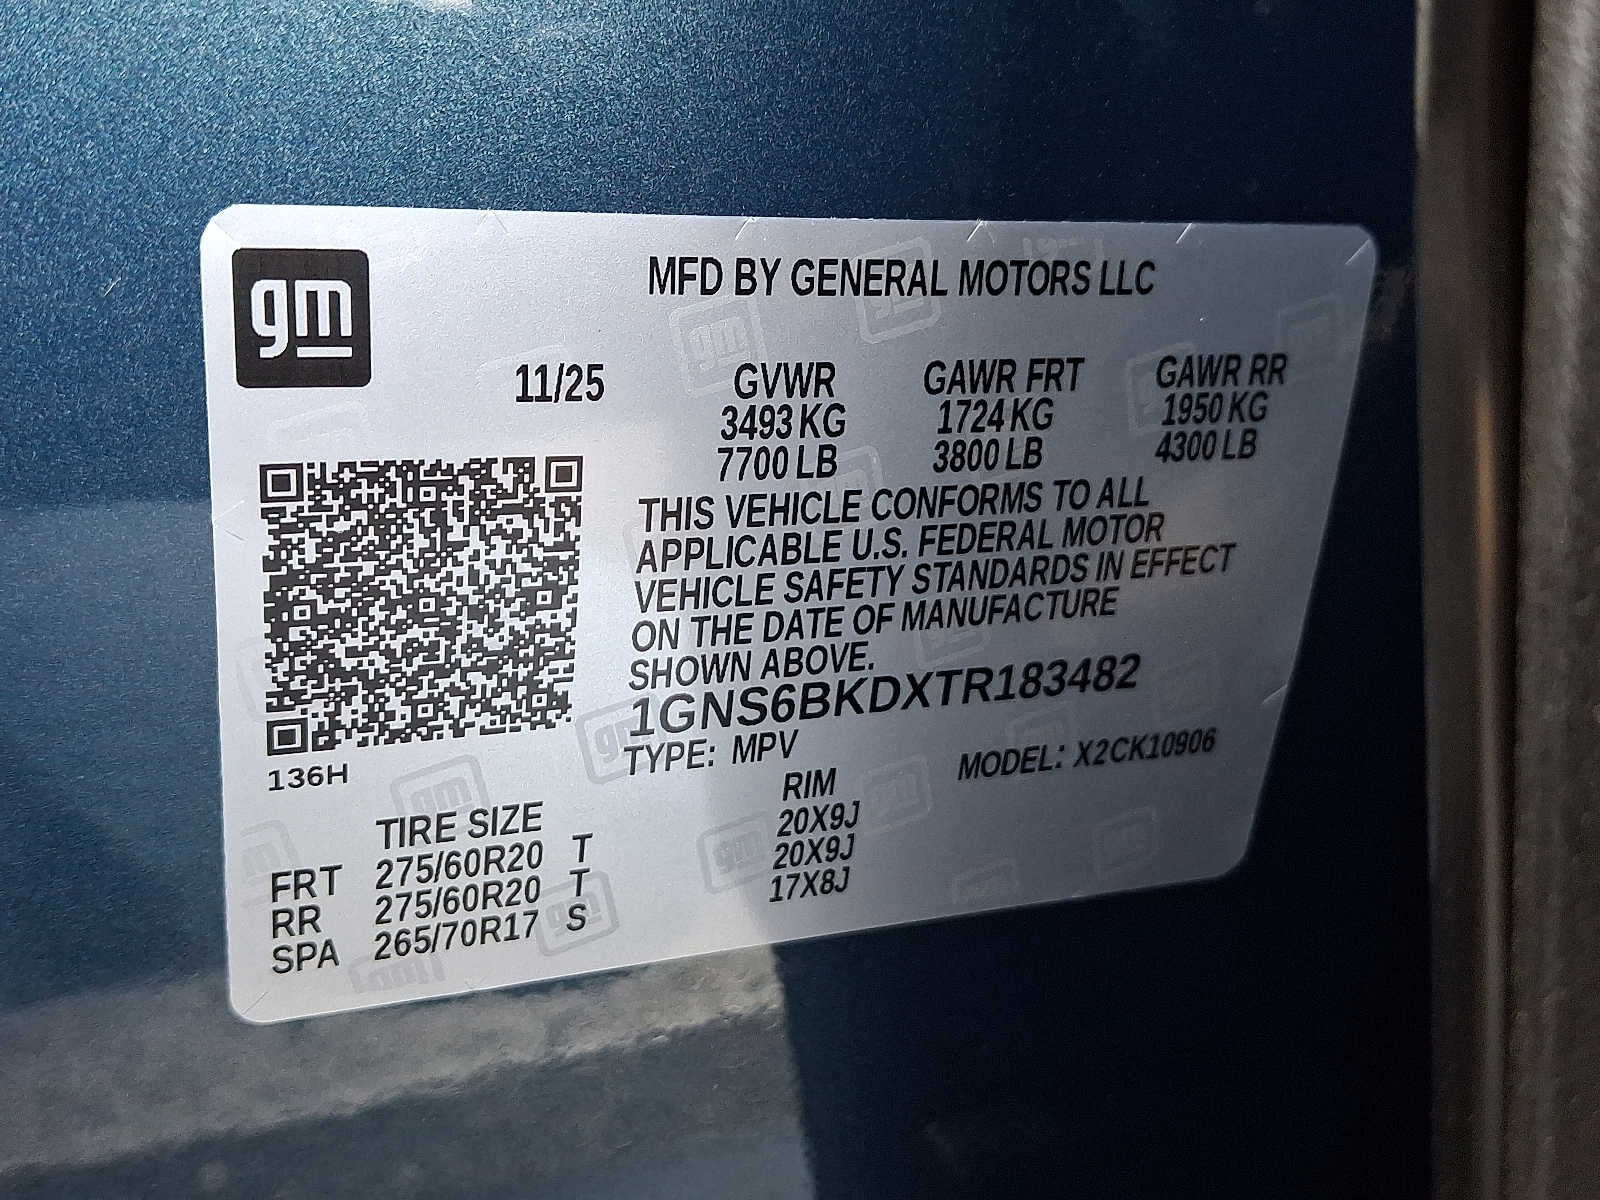 gm
MFD BY GENERAL MOTORS LLC
11/25 GVWR GAWR FRT GAWR RR
3493 KG 1724 KG 1950 KG
7700 LB 3800 LB 4300 LB
THIS VEHICLE CONFORMS TO ALL
APPLICABLE U.S. FEDERAL MOTOR
VEHICLE SAFETY STANDARDS IN EFFECT
ON THE DATE OF MANUFACTURE
SHOWN ABOVE.
1GNS6BKDXTR183482
TYPE: MPV MODEL: X2CK10906
136H
TIRE SIZE RIM
FRT 275/60R20 T 20X9J
RR 275/60R20 T 20X9J
SPA 265/70R17 S 17X8J